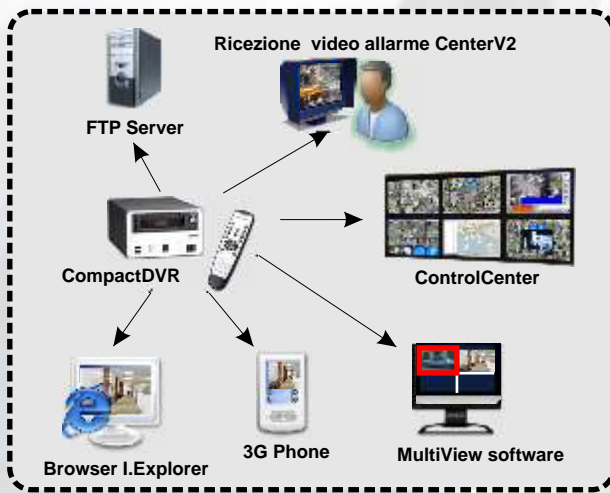 Ricezione video allarme CenterV2
FTP Server
CompactDVR
ControlCenter
Browser I.Explorer
3G Phone
MultiView software